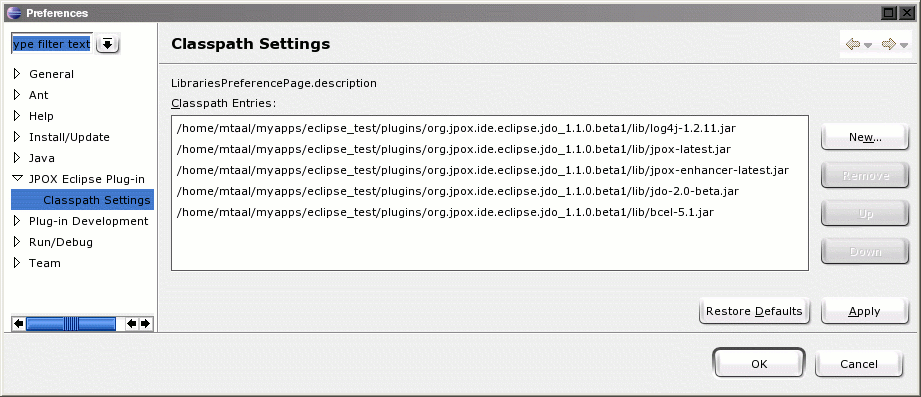 Preferences
ype filter text
Classpath Settings
General
Ant
Help
Install/Update
Java
JPOX Eclipse Plug-in
Classpath Settings
Plug-in Development
Run/Debug
Team
LibrariesPreferencePage.description
Classpath Entries:
/home/mtaal/myapps/eclipse_test/plugins/org.jpox.ide.eclipse.jdo_1.1.0.beta1/lib/log4j-1.2.11.jar
/home/mtaal/myapps/eclipse_test/plugins/org.jpox.ide.eclipse.jdo_1.1.0.beta1/lib/jpox-latest.jar
/home/mtaal/myapps/eclipse_test/plugins/org.jpox.ide.eclipse.jdo_1.1.0.beta1/lib/jpox-enhancer-latest.jar
/home/mtaal/myapps/eclipse_test/plugins/org.jpox.ide.eclipse.jdo_1.1.0.beta1/lib/jdo-2.0-beta.jar
/home/mtaal/myapps/eclipse_test/plugins/org.jpox.ide.eclipse.jdo_1.1.0.beta1/lib/bcel-5.1.jar
New...
Remove
Up
Down
Restore Defaults
Apply
OK
Cancel